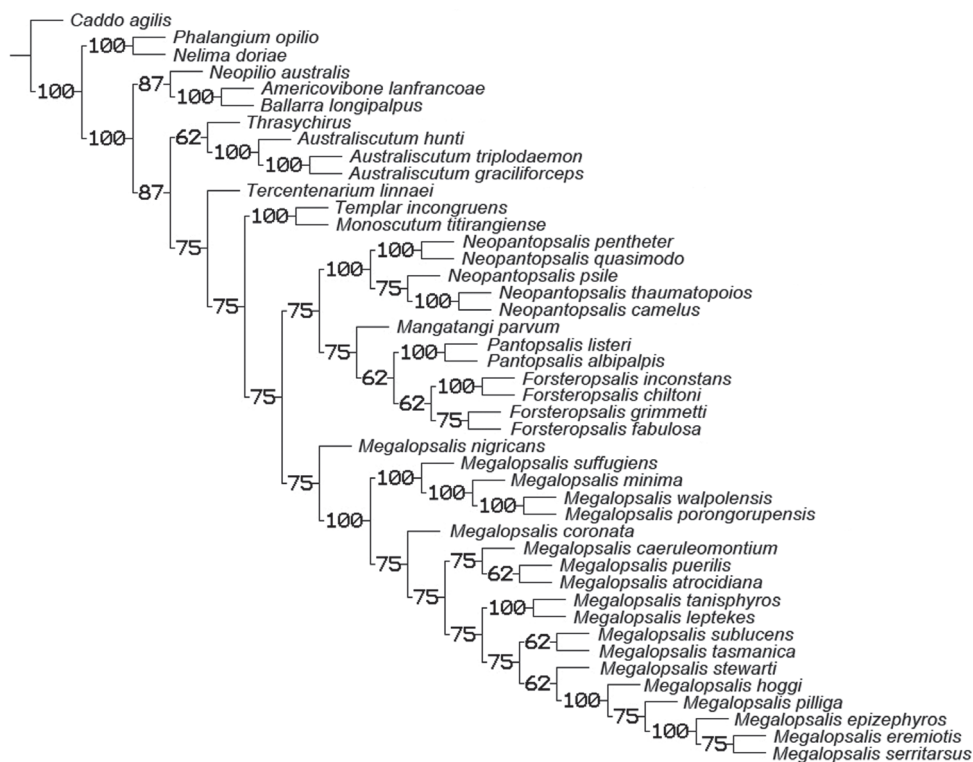 Caddo agilis
100 Phalangium opilio
Nelima doriae
87 Neopilio australis
100 100 Americovibone lanfrancoae
Ballarra longipalpus
Thrasychirus
100 62 Australiscutum hunti
100 Australiscutum triplodaemon
100 Australiscutum graciliforceps
87 Tercentenarium linnaei
100 Templar incongruens
Monoscutum titirangiense
75 100 Neopantopsalis pentheter
Neopantopsalis quasimodo
100 Neopantopsalis psile
75 Neopantopsalis thaumatopoios
100 Neopantopsalis camelus
75 75 Mangatangi parvum
Pantopsalis listeri
75 100 Pantopsalis albipalpis
62 100 Forsteropsalis inconstans
Forsteropsalis chiltoni
75 62 Forsteropsalis grimmetti
75 Forsteropsalis fabulosa
Megalopsalis nigricans
100 Megalopsalis suffugiens
75 100 Megalopsalis minima
100 Megalopsalis walpolensis
100 Megalopsalis porongorupensis
Megalopsalis coronata
75 Megalopsalis caeruleomontium
75 62 Megalopsalis puerilis
Megalopsalis atrocidiana
75 100 Megalopsalis tanisphyros
Megalopsalis leptekes
75 62 Megalopsalis sublucens
Megalopsalis tasmanica
75 Megalopsalis stewarti
62 Megalopsalis hoggi
100 Megalopsalis pilliga
75 Megalopsalis epizephyros
100 Megalopsalis eremiotis
75 Megalopsalis serritarsus